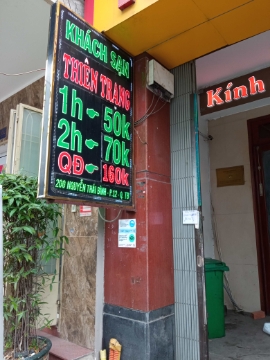 KHÁCH SẠN
THIÊN TRANG
1h 50K
2h 70K
QĐ 160K
200 NGUYỄN THÁI BÌNH - P.12 - Q.TB
Kính